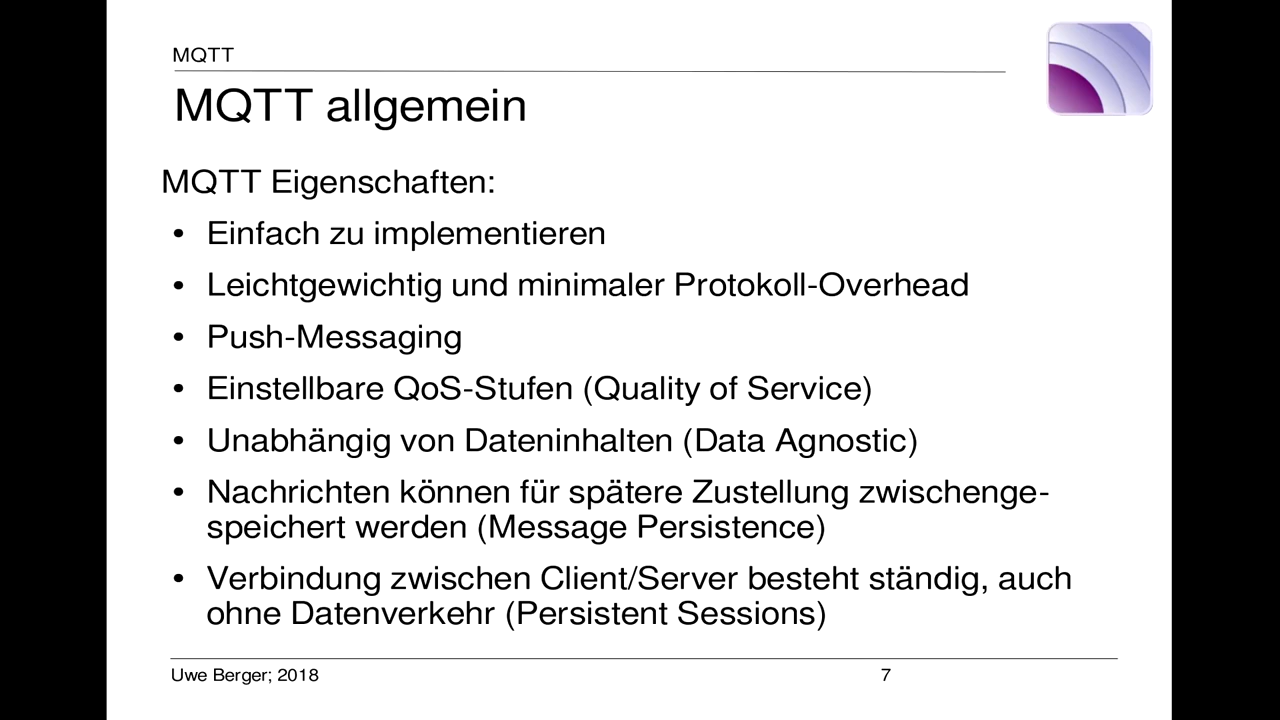 MQTT
MQTT allgemein
MQTT Eigenschaften:
• Einfach zu implementieren
• Leichtgewichtig und minimaler Protokoll-Overhead
• Push-Messaging
• Einstellbare QoS-Stufen (Quality of Service)
• Unabhängig von Dateninhalten (Data Agnostic)
• Nachrichten können für spätere Zustellung zwischenge-
speichert werden (Message Persistence)
• Verbindung zwischen Client/Server besteht ständig, auch
ohne Datenverkehr (Persistent Sessions)
Uwe Berger; 2018 7